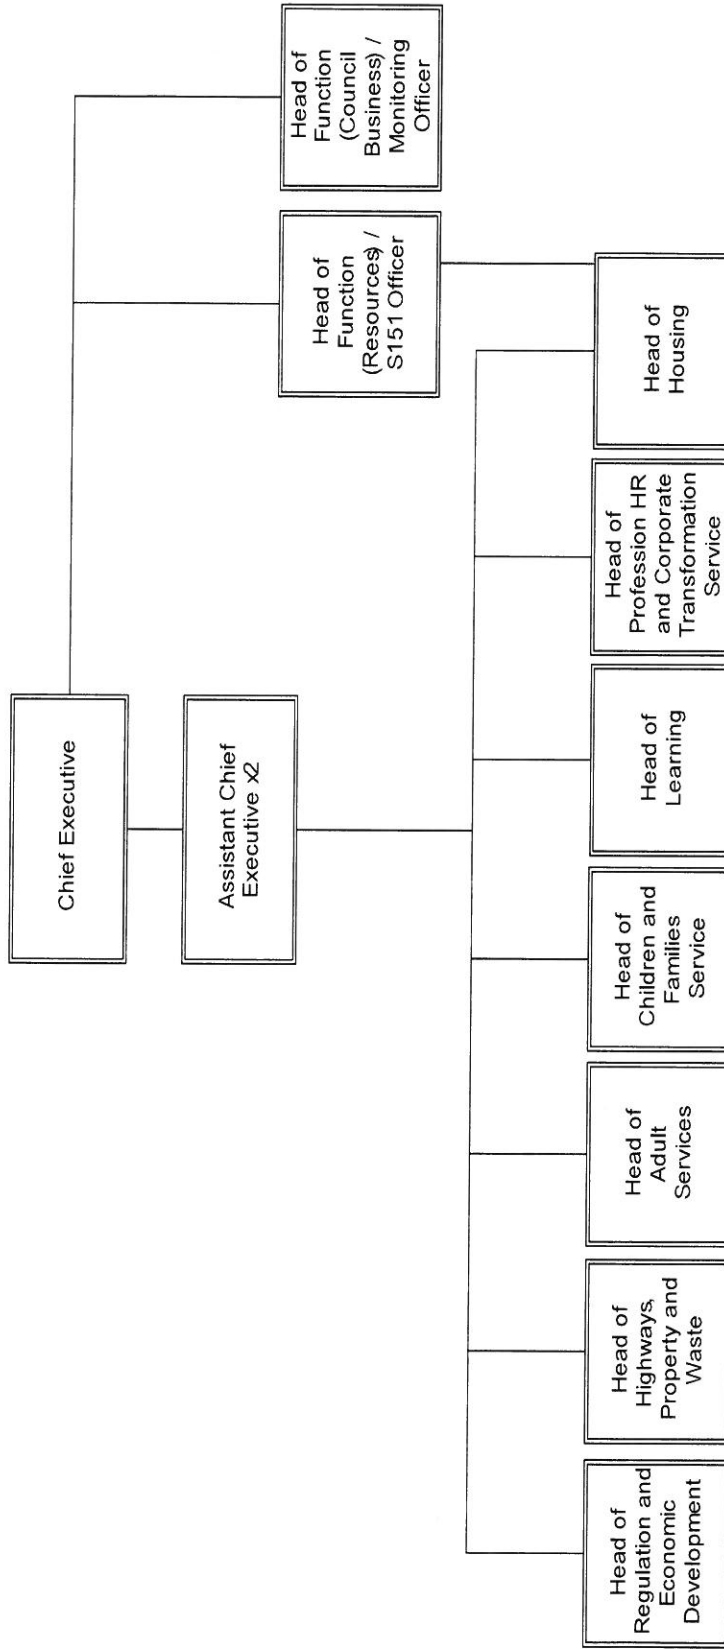 Chief Executive
Assistant Chief
Executive x2
Head of
Function
(Resources) /
S151 Officer
Head of
Function
(Council
Business) /
Monitoring
Officer
Head of
Regulation and
Economic
Development
Head of
Highways,
Property and
Waste
Head of
Adult
Services
Head of
Children and
Families
Service
Head of
Learning
Head of
Profession HR
and Corporate
Transformation
Service
Head of
Housing